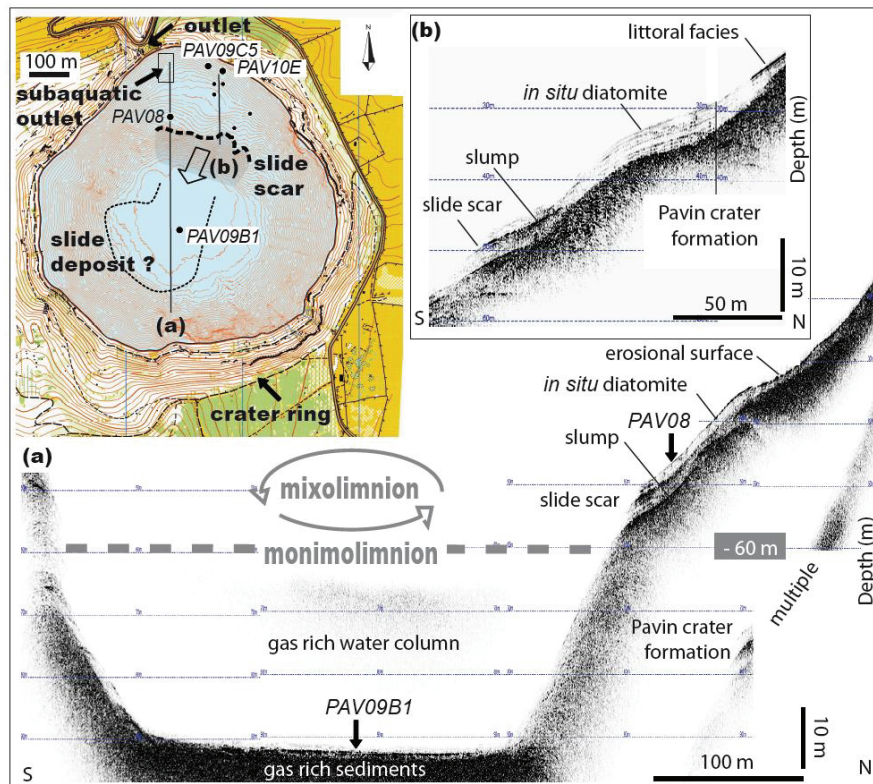 outlet
N
PAV09C5
100 m
PAV10E
subaquatic
outlet
PAV08
(b)
slide
scar
slide
deposit ?
PAV09B1
(a)
crater ring
(b)
littoral facies
in situ diatomite
slump
slide scar
Pavin crater
formation
Depth (m)
10 m
50 m
S
N
(a)
mixolimnion
monimolimnion
- 60 m
erosional surface
in situ diatomite
PAV08
slump
slide scar
multiple
Depth (m)
gas rich water column
Pavin crater
formation
PAV09B1
gas rich sediments
10 m
100 m
S
N